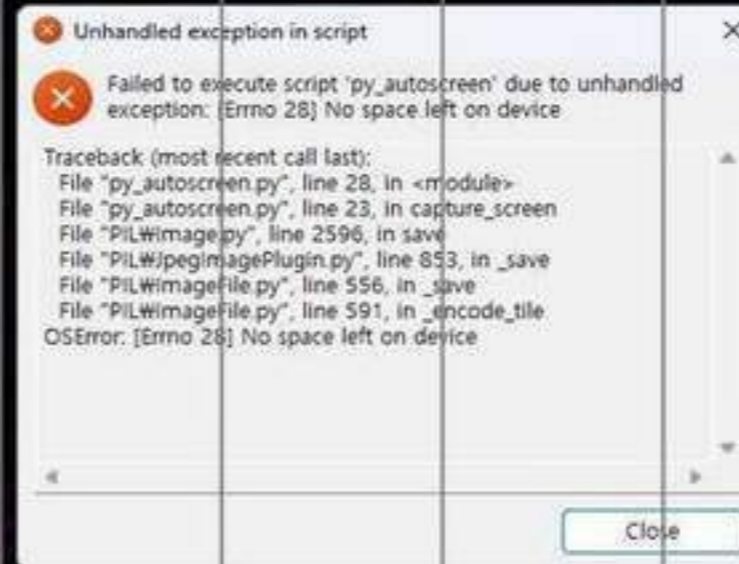 Unhandled exception in script
Failed to execute script 'py_autoscreen' due to unhandled
exception: [Errno 28] No space left on device
Traceback (most recent call last):
File "py_autoscreen.py", line 28, in <module>
File "py_autoscreen.py", line 23, in capture_screen
File "PIL₩Image.py", line 2596, in save
File "PIL₩JpegImagePlugin.py", line 853, in _save
File "PIL₩ImageFile.py", line 556, in _save
File "PIL₩ImageFile.py", line 591, in _encode_tile
OSError: [Errno 28] No space left on device
Close